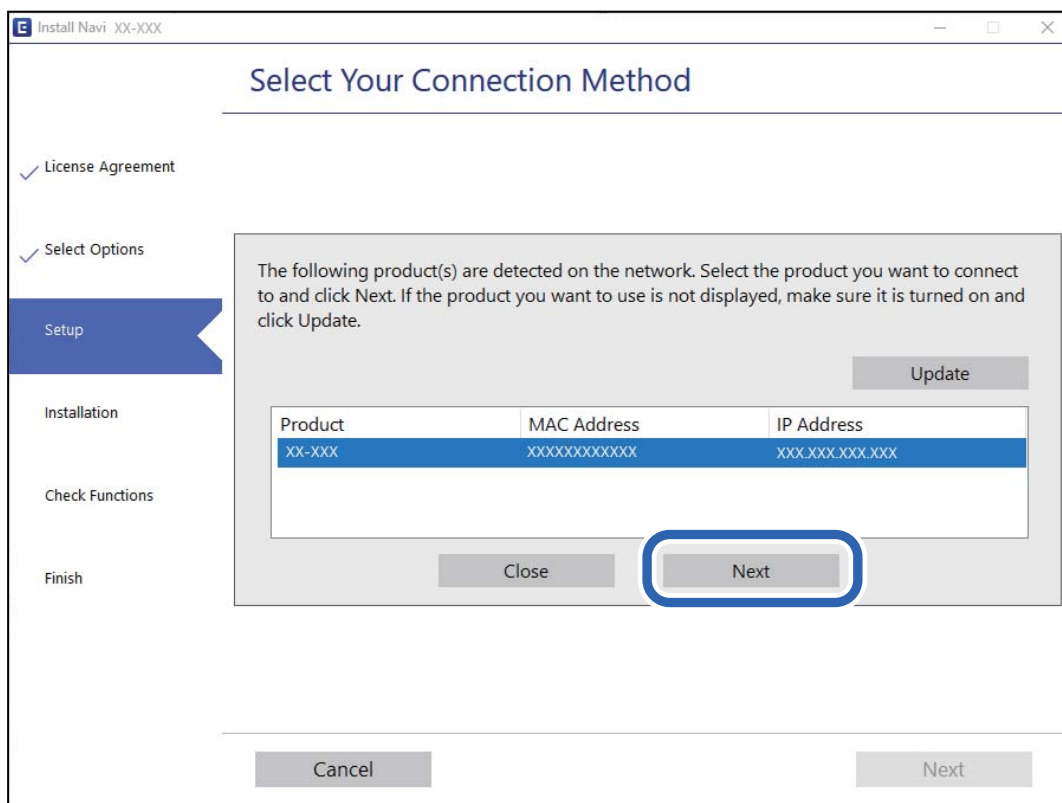 E Install Navi XX-XXX
Select Your Connection Method
License Agreement
Select Options
Setup
Installation
Check Functions
Finish
The following product(s) are detected on the network. Select the product you want to connect
to and click Next. If the product you want to use is not displayed, make sure it is turned on and
click Update.
Update
Product MAC Address IP Address
XX-XXX XXXXXXXXXXXX XXX.XXX.XXX.XXX
Close Next
Cancel Next